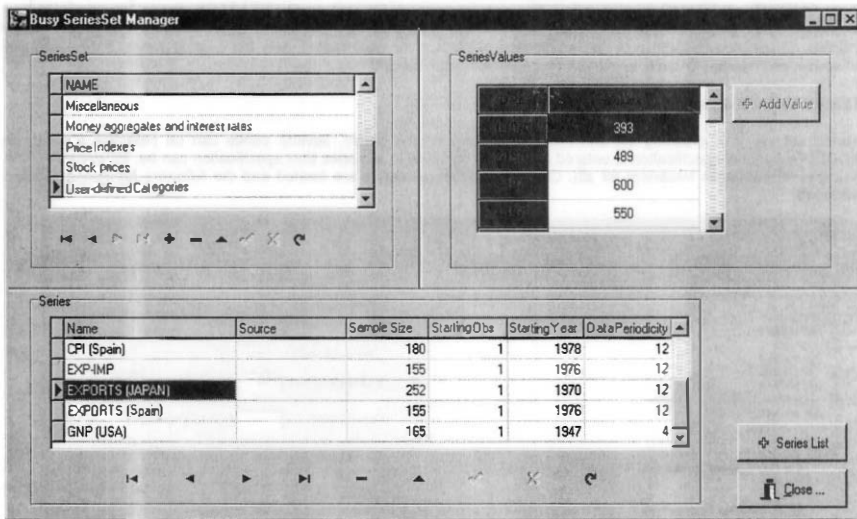 Busy SeriesSet Manager
SeriesSet
NAME
Miscellaneous
Money aggregates and interest rates
Price Indexes
Stock prices
User-defined Categories
SeriesValues
393
489
600
550
Add Value
Series
Name Source Sample Size StartingObs StartingYear DataPeriodicity
CPI (Spain) 180 1 1978 12
EXP-IMP 155 1 1976 12
EXPORTS (JAPAN) 252 1 1970 12
EXPORTS (Spain) 155 1 1976 12
GNP (USA) 165 1 1947 4
Series List
Close ...